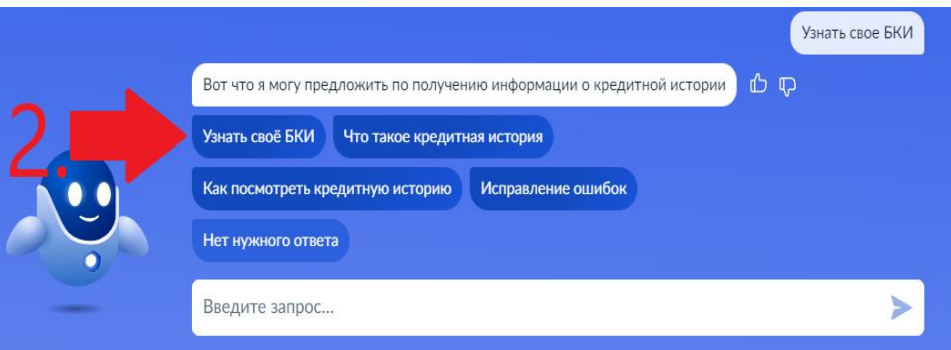 Узнать свое БКИ
Вот что я могу предложить по получению информации о кредитной истории
2.
Узнать своё БКИ
Что такое кредитная история
Как посмотреть кредитную историю
Исправление ошибок
Нет нужного ответа
Введите запрос...